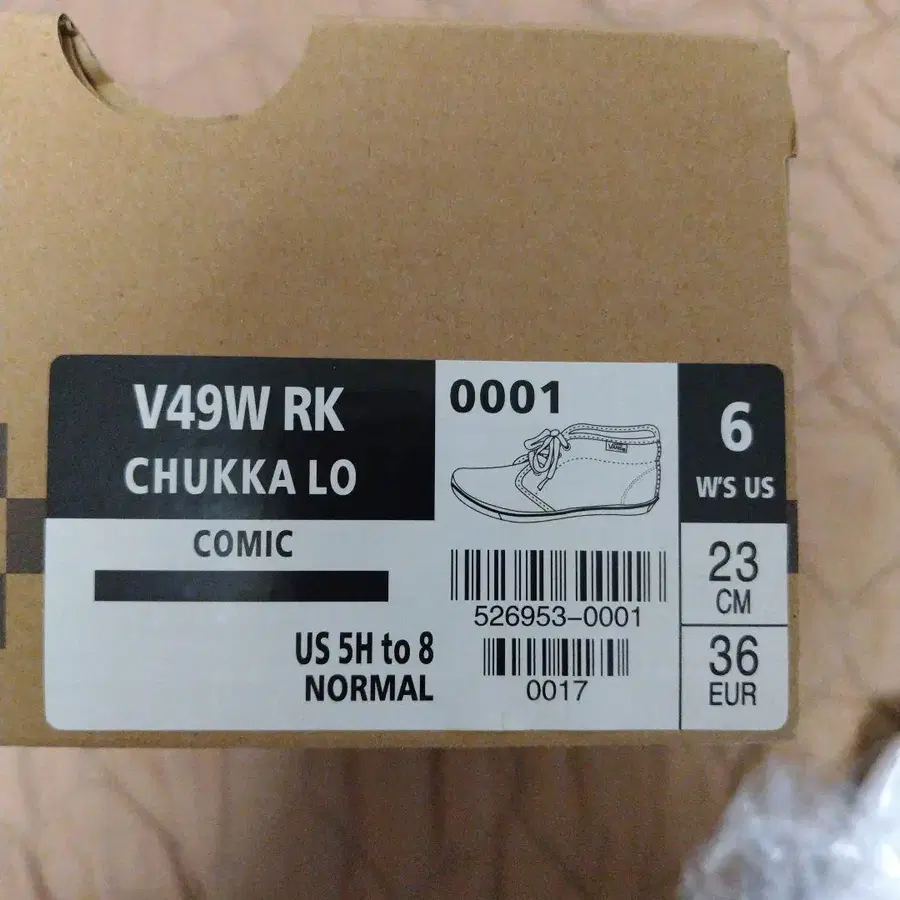 V49W RK
CHUKKA LO
COMIC
US 5H to 8
NORMAL
0001
526953-0001
0017
6
W'S US
23
CM
36
EUR